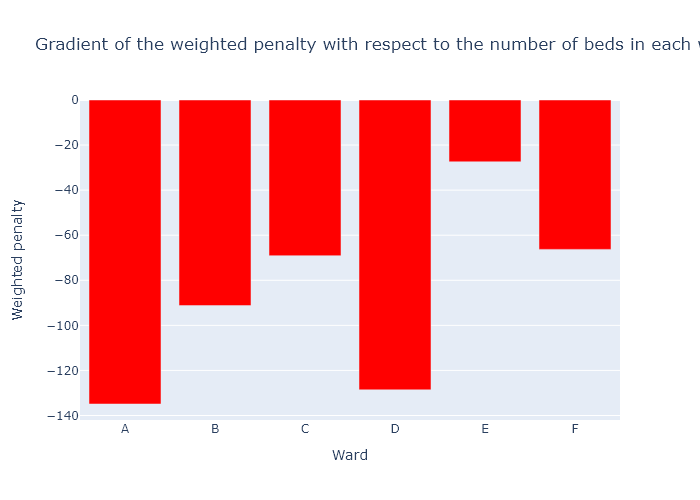 Gradient of the weighted penalty with respect to the number of beds in each
0
−20
−40
−60
−80
−100
−120
−140
Weighted penalty
A B C D E F
Ward